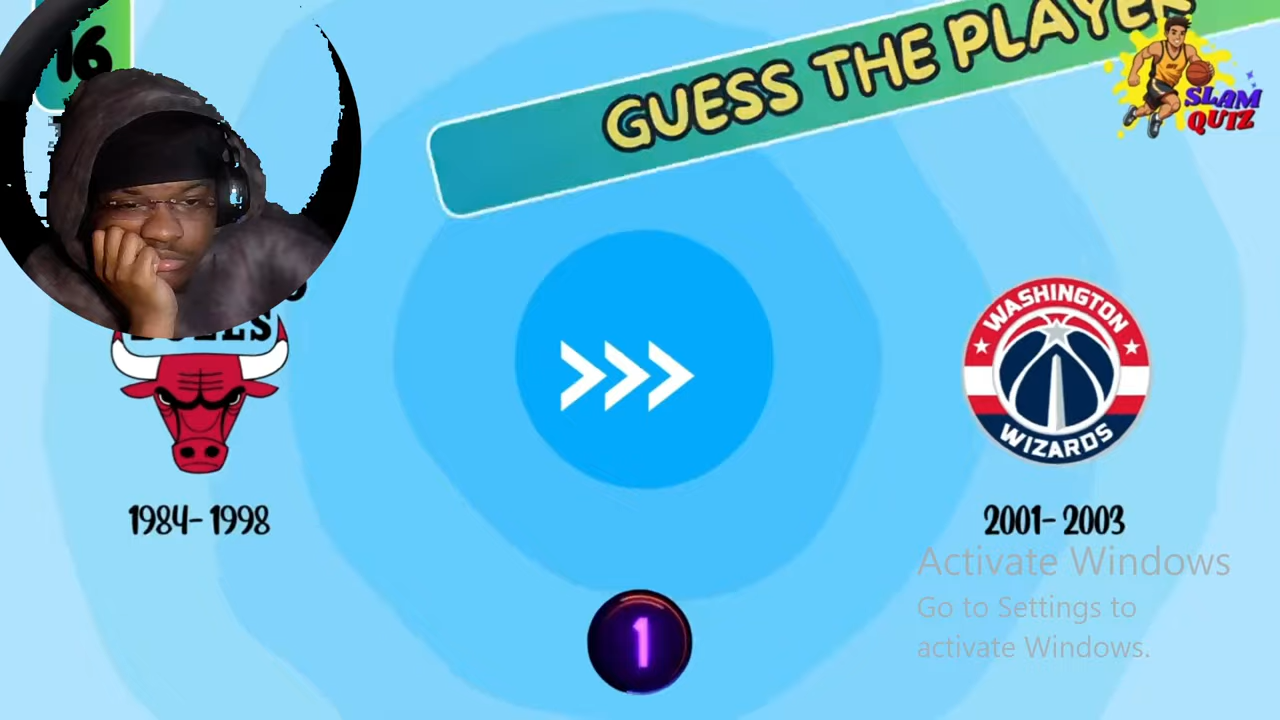 16
GUESS THE PLAYER
SLAM
QUIZ
BULLS
WASHINGTON
WIZARDS
1984-1998
2001-2003
Activate Windows
Go to Settings to
activate Windows.
1